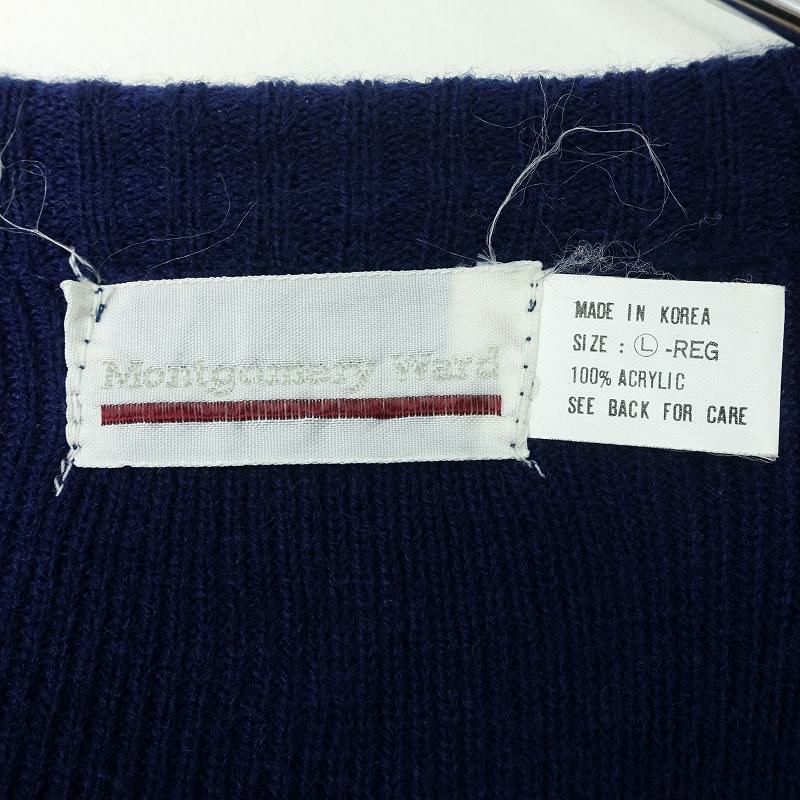 Montgomery Ward
MADE IN KOREA
SIZE : Ⓛ -REG
100% ACRYLIC
SEE BACK FOR CARE